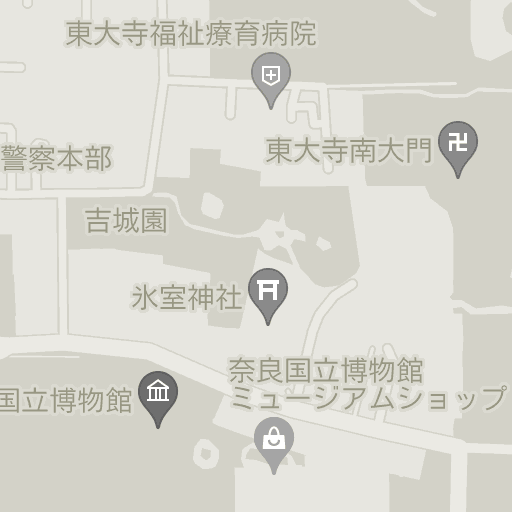 東大寺福祉療育病院
東大寺南大門
警察本部
吉城園
氷室神社
奈良国立博物館
ミュージアムショップ
国立博物館